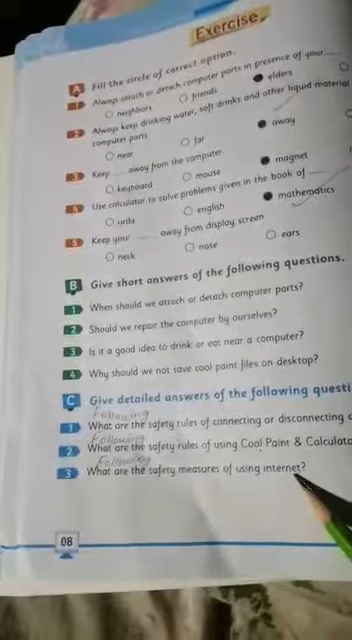 Exercise
A Fill the circle of correct option.
1 Always attach or detach computer parts in presence of your
neighbors friends elders
2 Always keep drinking water, soft drinks and other liquid material
computer parts
near far away
3 Keep away from the computer
keyboard mouse magnet
4 Use calculator to solve problems given in the book of
urdu english mathematics
5 Keep your away from display screen
neck nose ears
B Give short answers of the following questions.
1 When should we attach or detach computer parts?
2 Should we repair the computer by ourselves?
3 Is it a good idea to drink or eat near a computer?
4 Why should we not save cool paint files on desktop?
C Give detailed answers of the following questi
Following
1 What are the safety rules of connecting or disconnecting
Following
2 What are the safety rules of using Cool Paint & Calculato
Following
3 What are the safety measures of using internet?
08